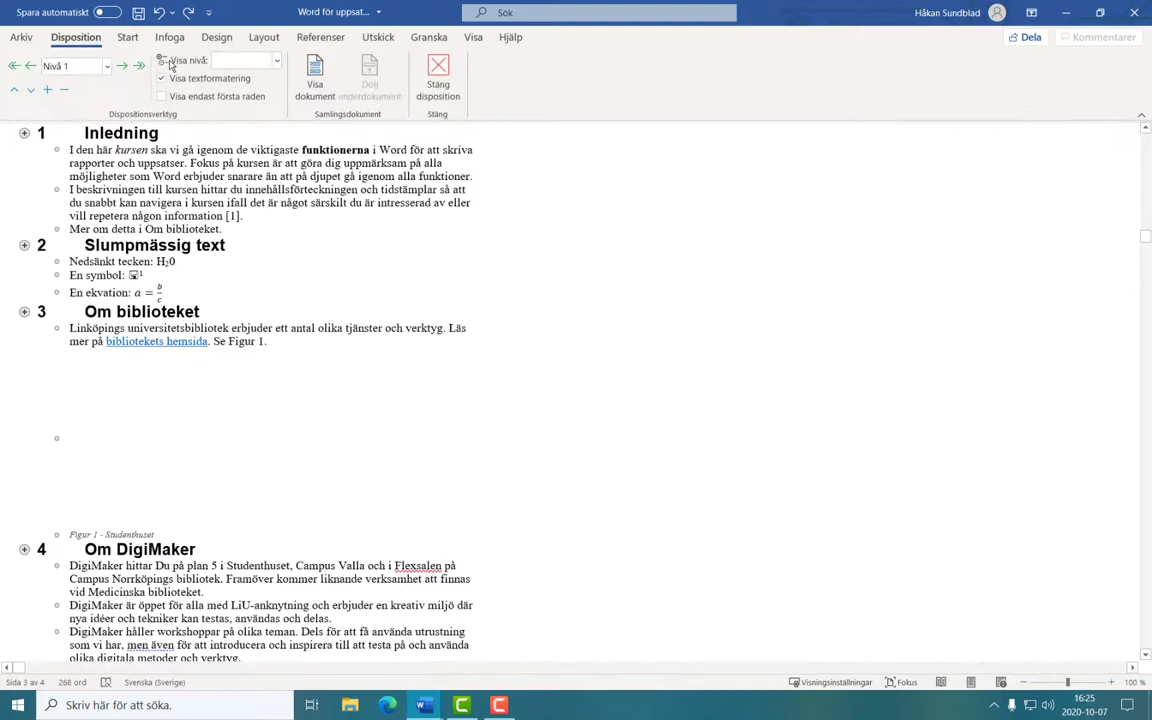 Spara automatiskt
Word för uppsat...
Sök
Håkan Sundblad
Arkiv
Disposition
Start
Infoga
Design
Layout
Referenser
Utskick
Granska
Visa
Hjälp
Dela
Kommentarer
Nivå 1
Visa nivå:
Visa textformatering
Visa endast första raden
Dispositionsverktyg
Visa dokument
Dölj underdokument
Samlingsdokument
Stäng disposition
Stäng
1 Inledning
I den här kursen ska vi gå igenom de viktigaste funktionerna i Word för att skriva
rapporter och uppsatser. Fokus på kursen är att göra dig uppmärksam på alla
möjligheter som Word erbjuder snarare än att på djupet gå igenom alla funktioner.
I beskrivningen till kursen hittar du innehållsförteckningen och tidstämplar så att
du snabbt kan navigera i kursen ifall det är något särskilt du är intresserad av eller
vill repetera någon information [1].
Mer om detta i Om biblioteket.
2 Slumpmässig text
Nedsänkt tecken: H₂0
En symbol: 🖫¹
En ekvation: a = b/c
3 Om biblioteket
Linköpings universitetsbibliotek erbjuder ett antal olika tjänster och verktyg. Läs
mer på bibliotekets hemsida. Se Figur 1.
Figur 1 - Studenthuset
4 Om DigiMaker
DigiMaker hittar Du på plan 5 i Studenthuset, Campus Valla och i Flexsalen på
Campus Norrköpings bibliotek. Framöver kommer liknande verksamhet att finnas
vid Medicinska biblioteket.
DigiMaker är öppet för alla med LiU-anknytning och erbjuder en kreativ miljö där
nya idéer och tekniker kan testas, användas och delas.
DigiMaker håller workshoppar på olika teman. Dels för att få använda utrustning
som vi har, men även för att introducera och inspirera till att testa på och använda
olika digitala metoder och verktyg.
Sida 3 av 4
268 ord
Svenska (Sverige)
Visningsinställningar
Fokus
100 %
Skriv här för att söka.
16:25
2020-10-07